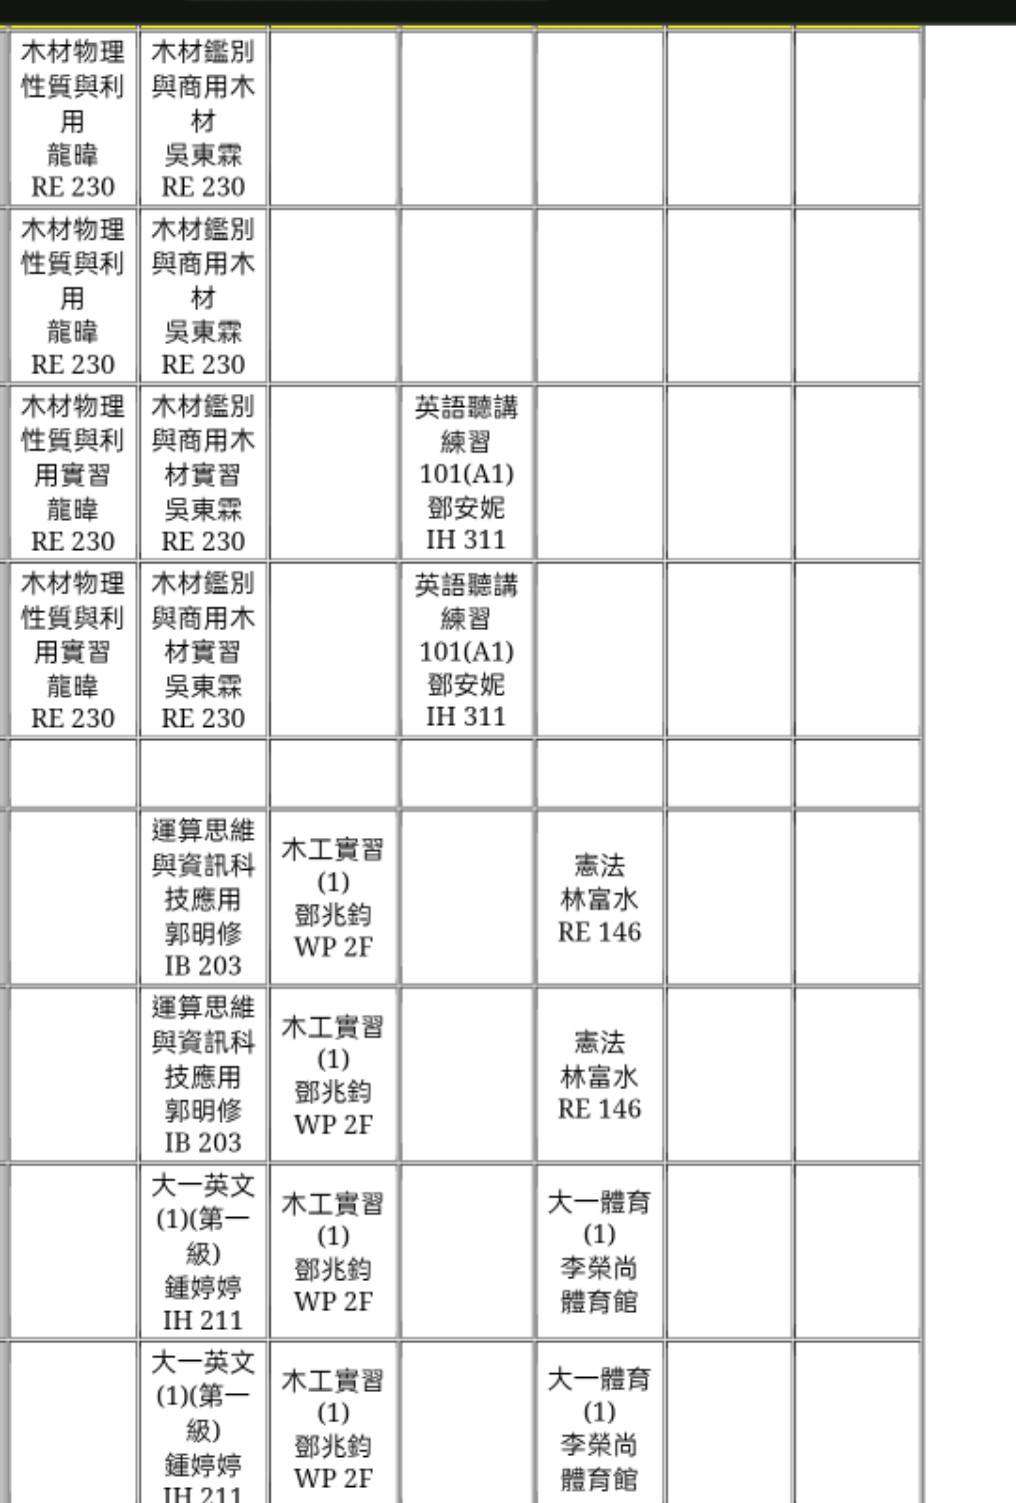 木材物理
性質與利
用
龍暐
RE 230
木材鑑別
與商用木
材
吳東霖
RE 230
木材物理
性質與利
用
龍暐
RE 230
木材鑑別
與商用木
材
吳東霖
RE 230
木材物理
性質與利
用實習
龍暐
RE 230
木材鑑別
與商用木
材實習
吳東霖
RE 230
英語聽講
練習
101(A1)
鄧安妮
IH 311
木材物理
性質與利
用實習
龍暐
RE 230
木材鑑別
與商用木
材實習
吳東霖
RE 230
英語聽講
練習
101(A1)
鄧安妮
IH 311
運算思維
與資訊科
技應用
郭明修
IB 203
木工實習
(1)
鄧兆鈞
WP 2F
憲法
林富水
RE 146
運算思維
與資訊科
技應用
郭明修
IB 203
木工實習
(1)
鄧兆鈞
WP 2F
憲法
林富水
RE 146
大一英文
(1)(第一
級)
鍾婷婷
IH 211
木工實習
(1)
鄧兆鈞
WP 2F
大一體育
(1)
李榮尚
體育館
大一英文
(1)(第一
級)
鍾婷婷
IH 211
木工實習
(1)
鄧兆鈞
WP 2F
大一體育
(1)
李榮尚
體育館